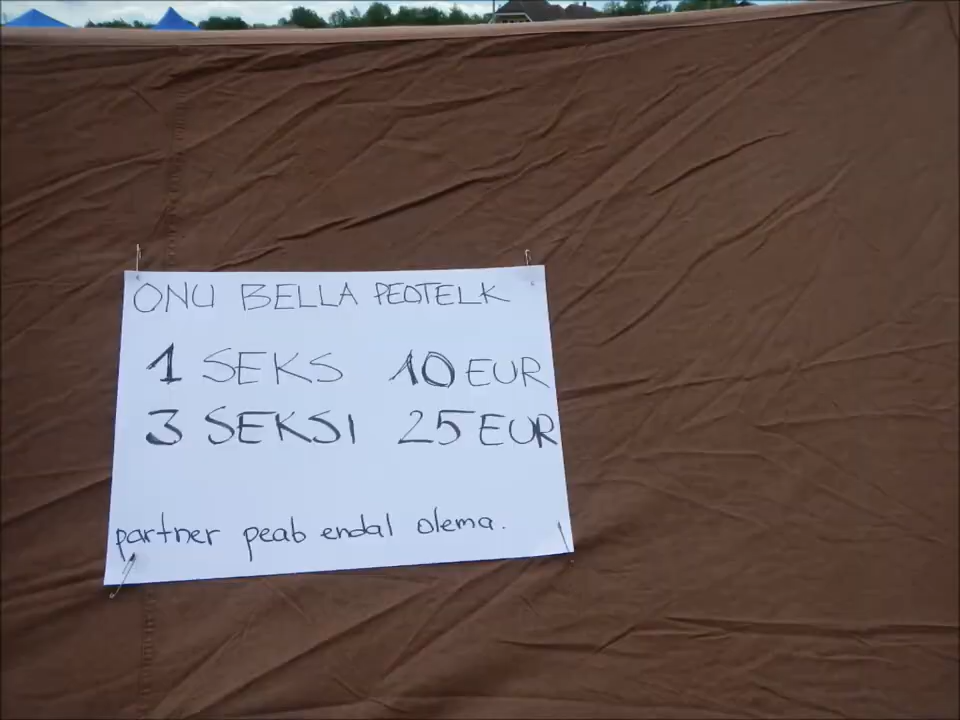 ONU BELLA PEOTELK
1 SEKS 10 EUR
3 SEKSI 25 EUR
partner peab endal olema.